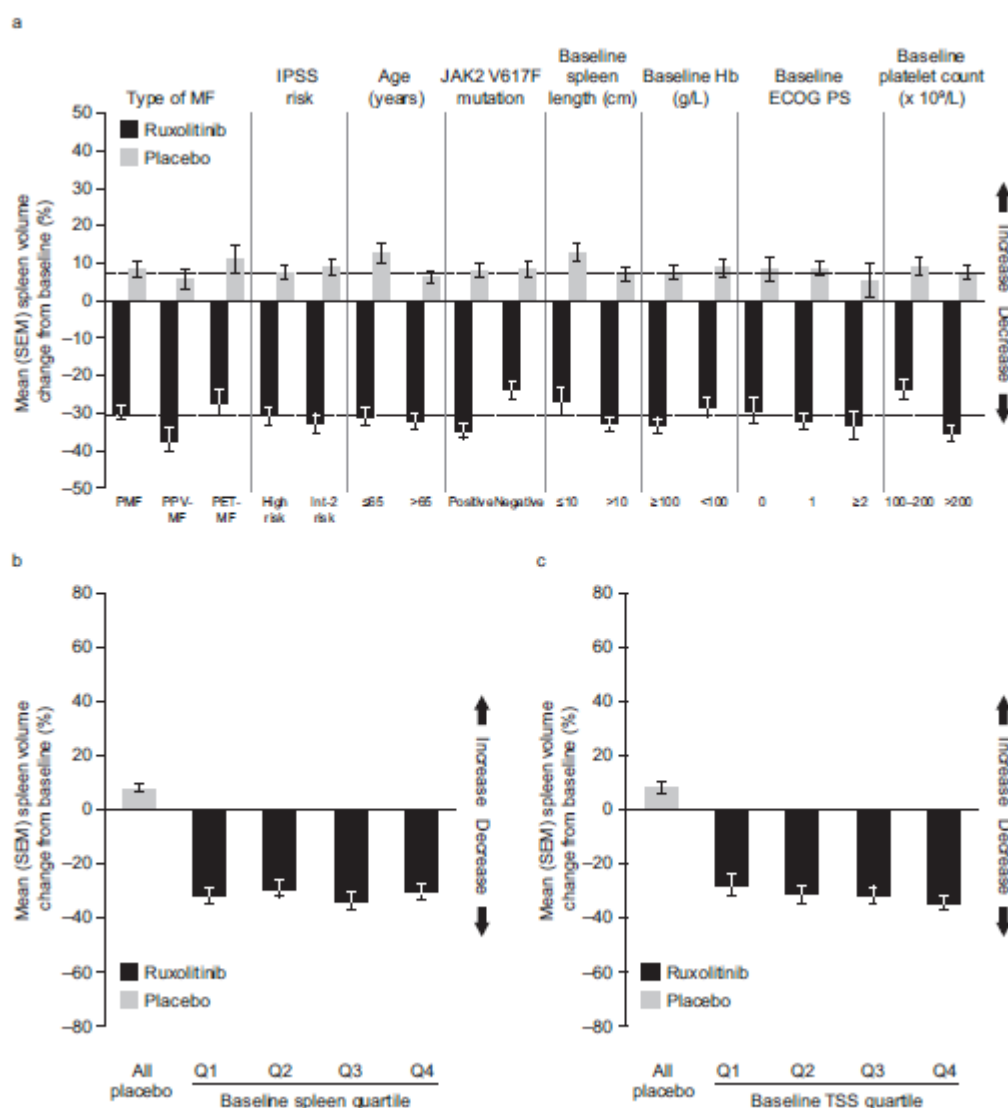 a
Type of MF
IPSS
risk
Age
(years)
JAK2 V617F
mutation
Baseline
spleen
length (cm)
Baseline Hb
(g/L)
Baseline
ECOG PS
Baseline
platelet count
(x 10⁹/L)
Mean (SEM) spleen volume
change from baseline (%)
50
40
30
20
10
0
–10
–20
–30
–40
–50
Ruxolitinib
Placebo
Increase
Decrease
PMF
PPV-
MF
PET-
MF
High
risk
Int-2
risk
≤65
>65
Positive
Negative
≤10
>10
≥100
<100
0
1
≥2
100–200
>200
b
Mean (SEM) spleen volume
change from baseline (%)
80
60
40
20
0
–20
–40
–60
–80
Increase
Decrease
Ruxolitinib
Placebo
All
placebo
Q1
Q2
Q3
Q4
Baseline spleen quartile
c
Mean (SEM) spleen volume
change from baseline (%)
80
60
40
20
0
–20
–40
–60
–80
Increase
Decrease
Ruxolitinib
Placebo
All
placebo
Q1
Q2
Q3
Q4
Baseline TSS quartile